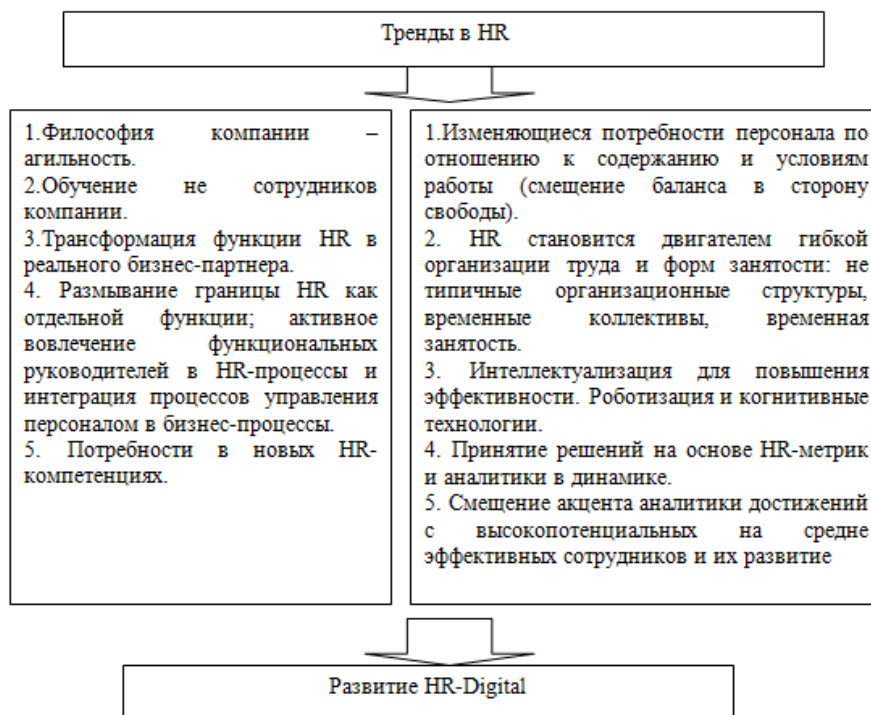 Тренды в HR
1.Философия компании –
агильность.
2.Обучение не сотрудников
компании.
3.Трансформация функции HR в
реального бизнес-партнера.
4. Размывание границы HR как
отдельной функции; активное
вовлечение функциональных
руководителей в HR-процессы и
интеграция процессов управления
персоналом в бизнес-процессы.
5. Потребности в новых HR-
компетенциях.
1.Изменяющиеся потребности персонала по
отношению к содержанию и условиям
работы (смещение баланса в сторону
свободы).
2. HR становится двигателем гибкой
организации труда и форм занятости: не
типичные организационные структуры,
временные коллективы, временная
занятость.
3. Интеллектуализация для повышения
эффективности. Роботизация и когнитивные
технологии.
4. Принятие решений на основе HR-метрик
и аналитики в динамике.
5. Смещение акцента аналитики достижений
с высокопотенциальных на средне
эффективных сотрудников и их развитие
Развитие HR-Digital